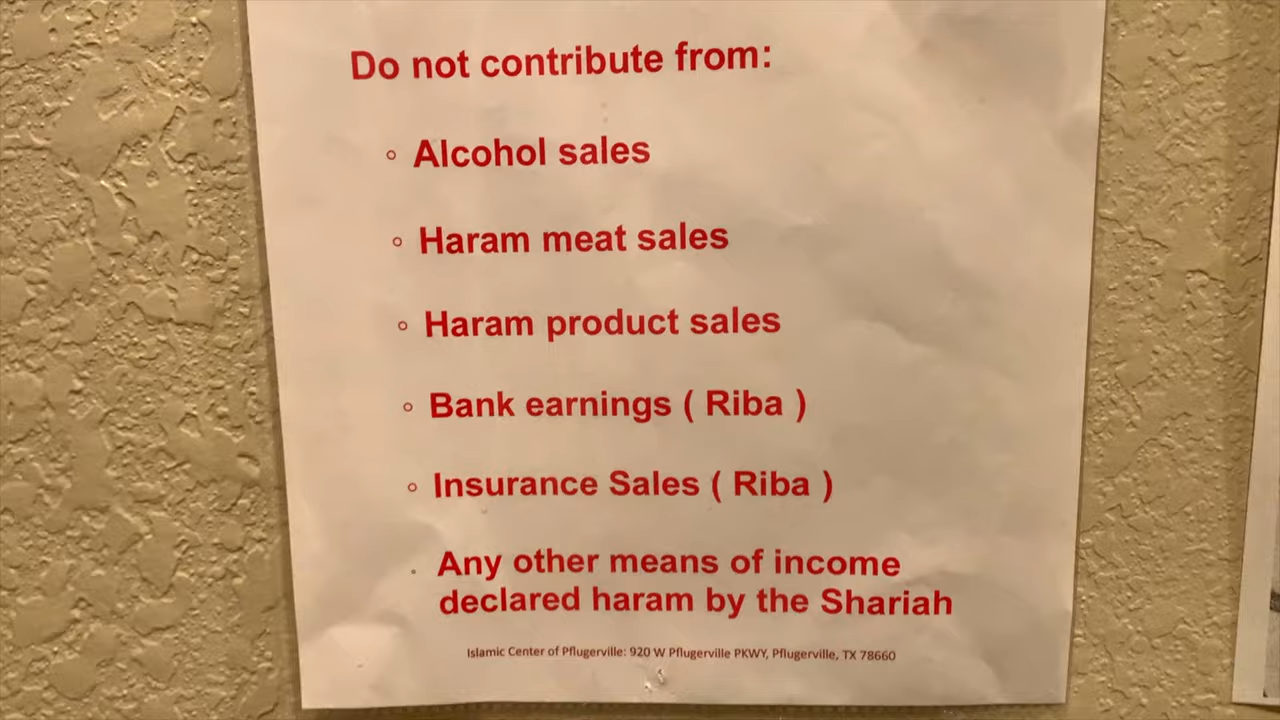 Do not contribute from:
◦ Alcohol sales
◦ Haram meat sales
◦ Haram product sales
◦ Bank earnings ( Riba )
◦ Insurance Sales ( Riba )
. Any other means of income
declared haram by the Shariah
Islamic Center of Pflugerville: 920 W Pflugerville PKWY, Pflugerville, TX 78660